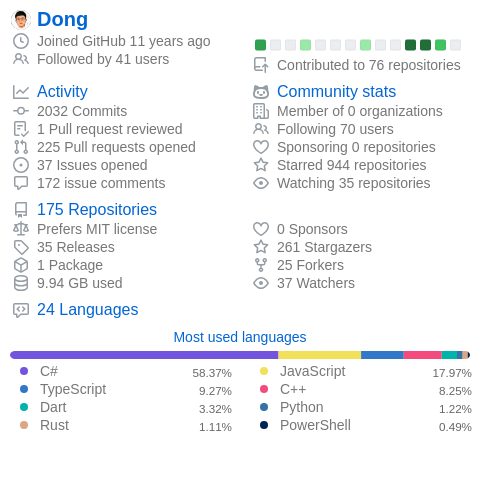 Dong
Joined GitHub 11 years ago
Followed by 41 users
Contributed to 76 repositories
Activity
2032 Commits
1 Pull request reviewed
225 Pull requests opened
37 Issues opened
172 issue comments
Community stats
Member of 0 organizations
Following 70 users
Sponsoring 0 repositories
Starred 944 repositories
Watching 35 repositories
175 Repositories
Prefers MIT license
35 Releases
1 Package
9.94 GB used
0 Sponsors
261 Stargazers
25 Forkers
37 Watchers
24 Languages
Most used languages
C# 58.37%
TypeScript 9.27%
Dart 3.32%
Rust 1.11%
JavaScript 17.97%
C++ 8.25%
Python 1.22%
PowerShell 0.49%